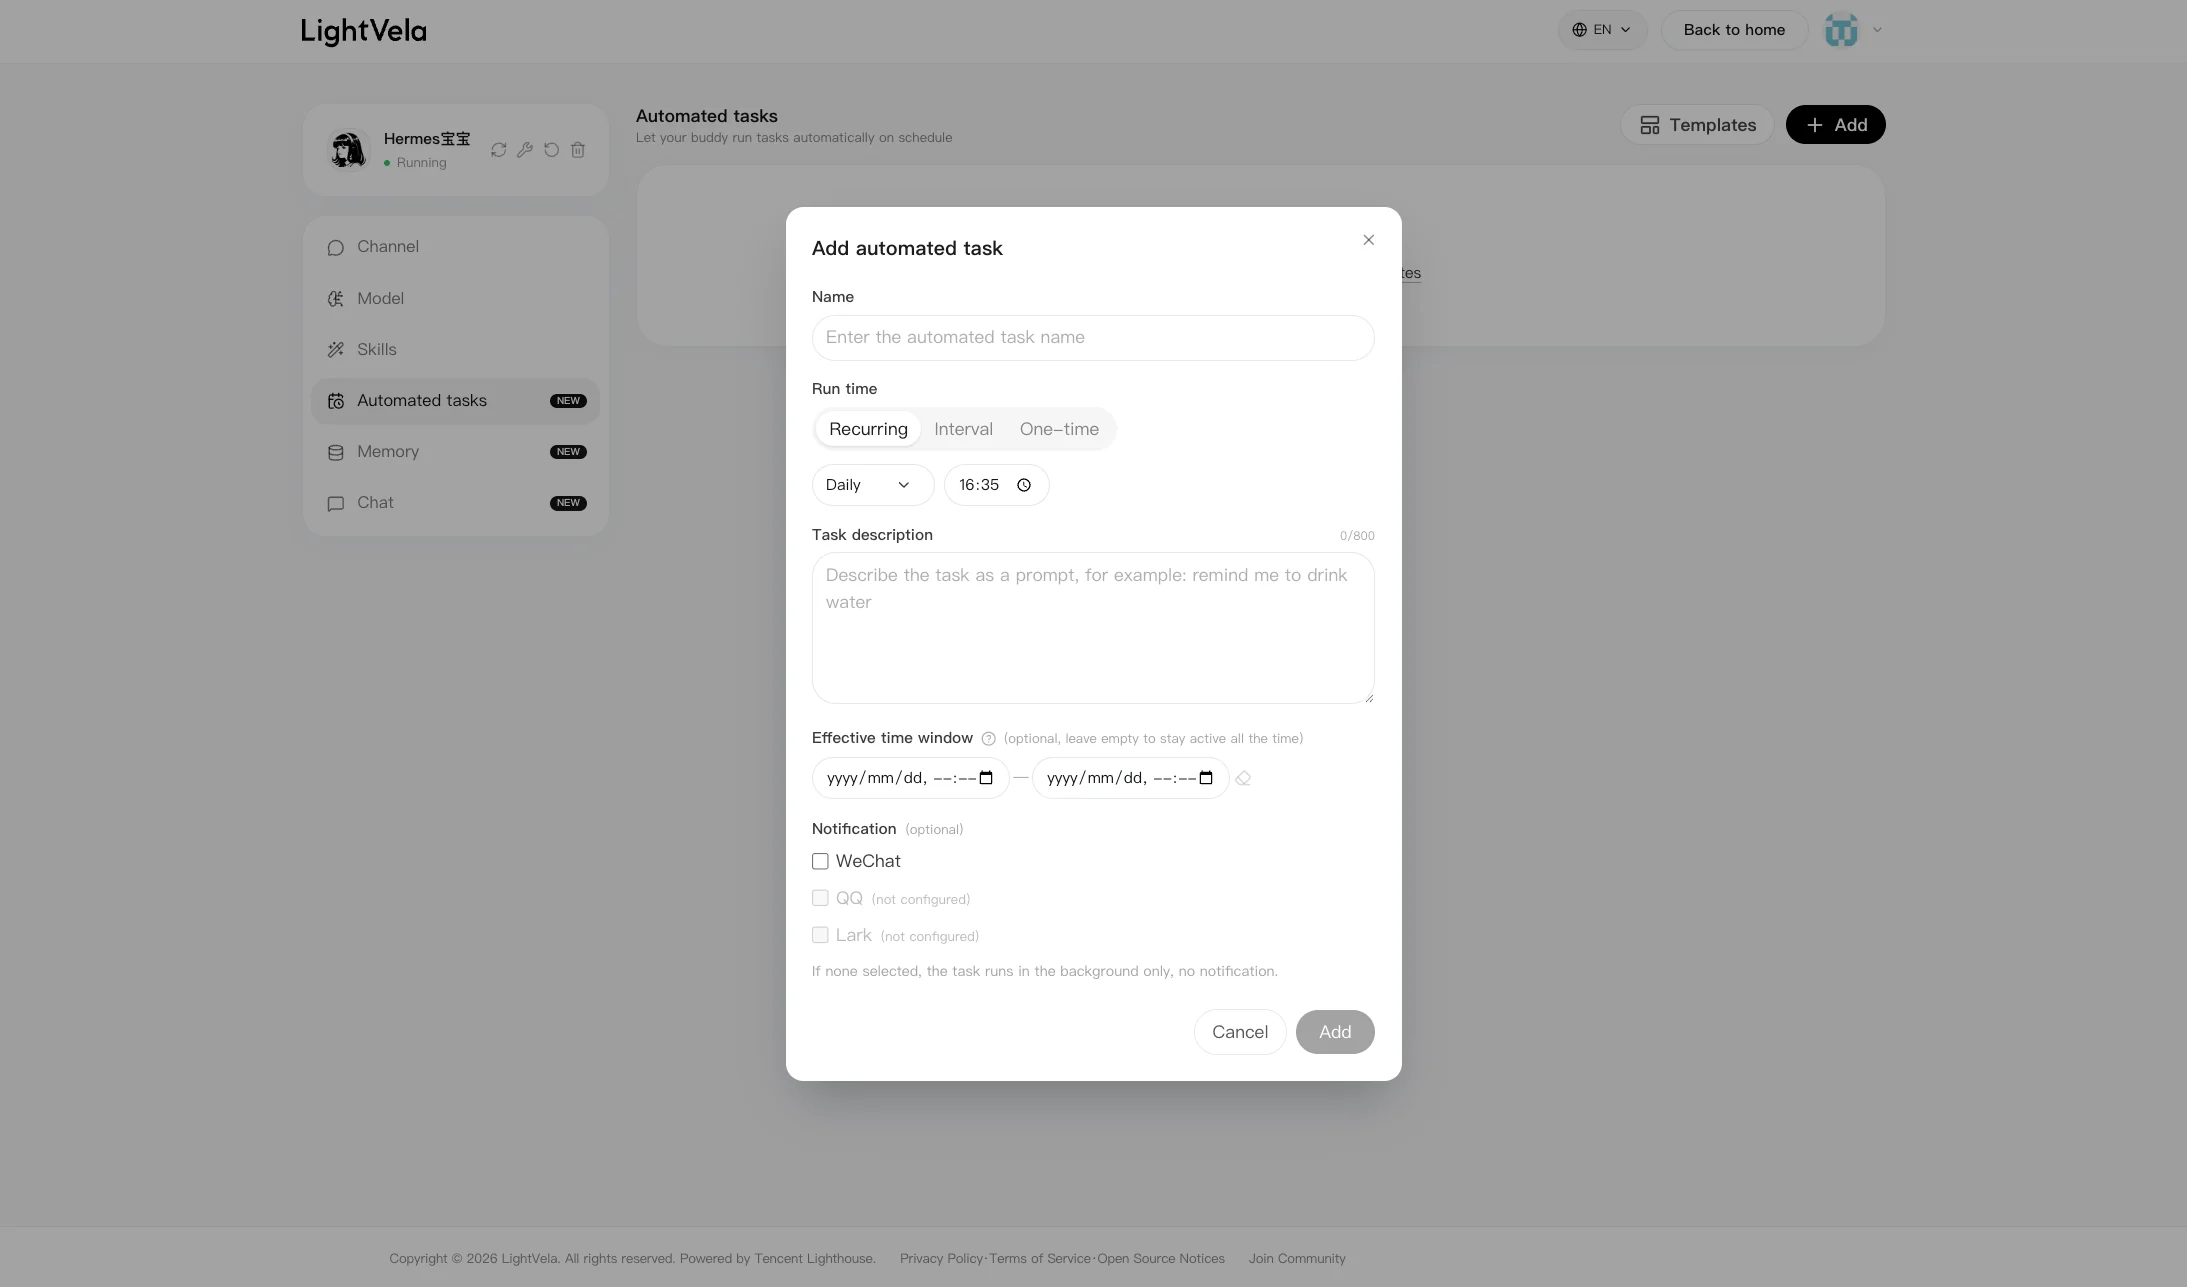 LightVela
EN
Back to home
Hermes宝宝
Running
Automated tasks
Let your buddy run tasks automatically on schedule
Templates
Add
Channel
Model
Skills
Automated tasks NEW
Memory NEW
Chat NEW
tes
Add automated task
Name
Enter the automated task name
Run time
Recurring Interval One-time
Daily 16:35
Task description 0/800
Describe the task as a prompt, for example: remind me to drink
water
Effective time window (optional, leave empty to stay active all the time)
yyyy/mm/dd, --:-- — yyyy/mm/dd, --:--
Notification (optional)
WeChat
QQ (not configured)
Lark (not configured)
If none selected, the task runs in the background only, no notification.
Cancel Add
Copyright © 2026 LightVela. All rights reserved. Powered by Tencent Lighthouse. Privacy Policy·Terms of Service·Open Source Notices Join Community